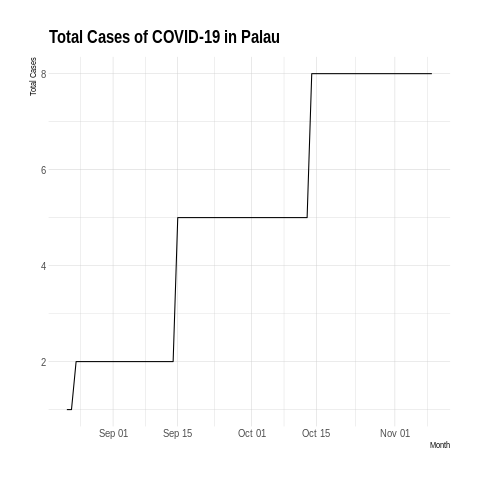 Total Cases of COVID-19 in Palau
Total Cases
8
6
4
2
Sep 01 Sep 15 Oct 01 Oct 15 Nov 01
Month